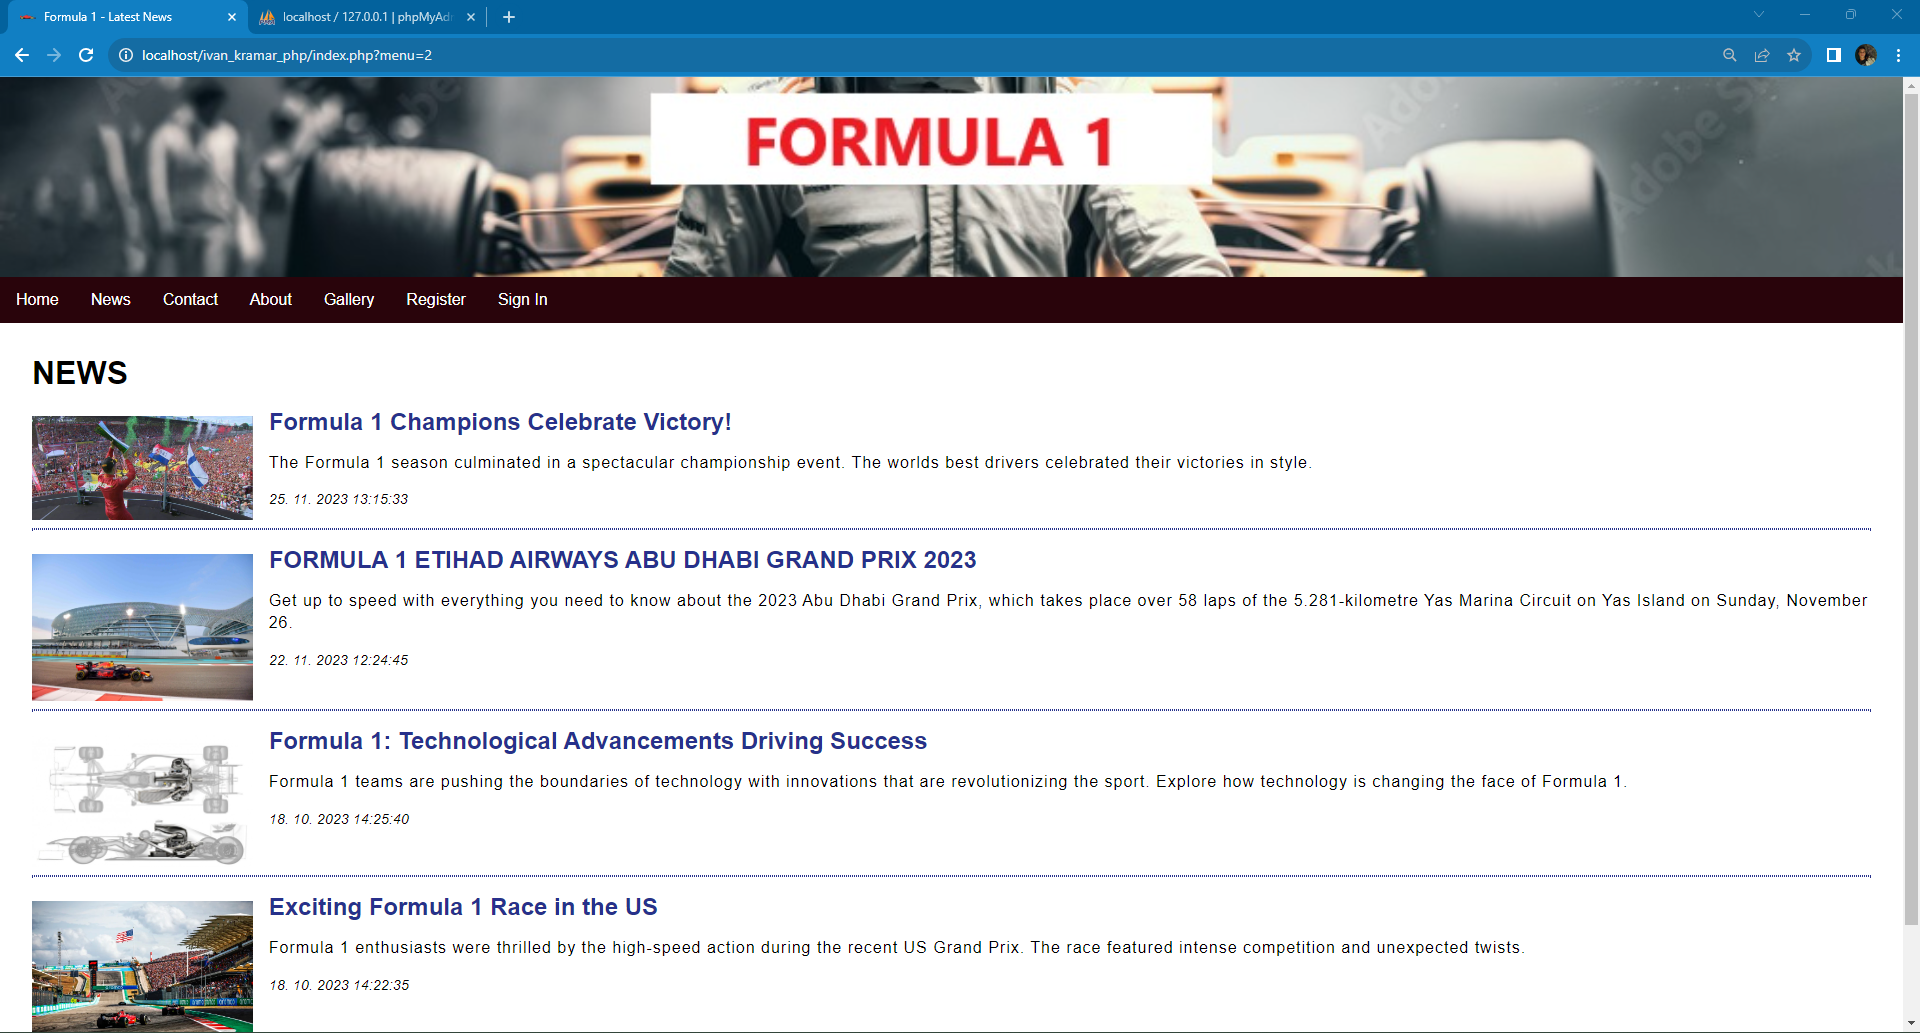 Formula 1 - Latest News
localhost / 127.0.0.1 | phpMyAd
localhost/ivan_kramar_php/index.php?menu=2
FORMULA 1
Adobe St
Home News Contact About Gallery Register Sign In
NEWS
Formula 1 Champions Celebrate Victory!
The Formula 1 season culminated in a spectacular championship event. The worlds best drivers celebrated their victories in style.
25. 11. 2023 13:15:33
FORMULA 1 ETIHAD AIRWAYS ABU DHABI GRAND PRIX 2023
Get up to speed with everything you need to know about the 2023 Abu Dhabi Grand Prix, which takes place over 58 laps of the 5.281-kilometre Yas Marina Circuit on Yas Island on Sunday, November
26.
22. 11. 2023 12:24:45
Formula 1: Technological Advancements Driving Success
Formula 1 teams are pushing the boundaries of technology with innovations that are revolutionizing the sport. Explore how technology is changing the face of Formula 1.
18. 10. 2023 14:25:40
Exciting Formula 1 Race in the US
Formula 1 enthusiasts were thrilled by the high-speed action during the recent US Grand Prix. The race featured intense competition and unexpected twists.
18. 10. 2023 14:22:35